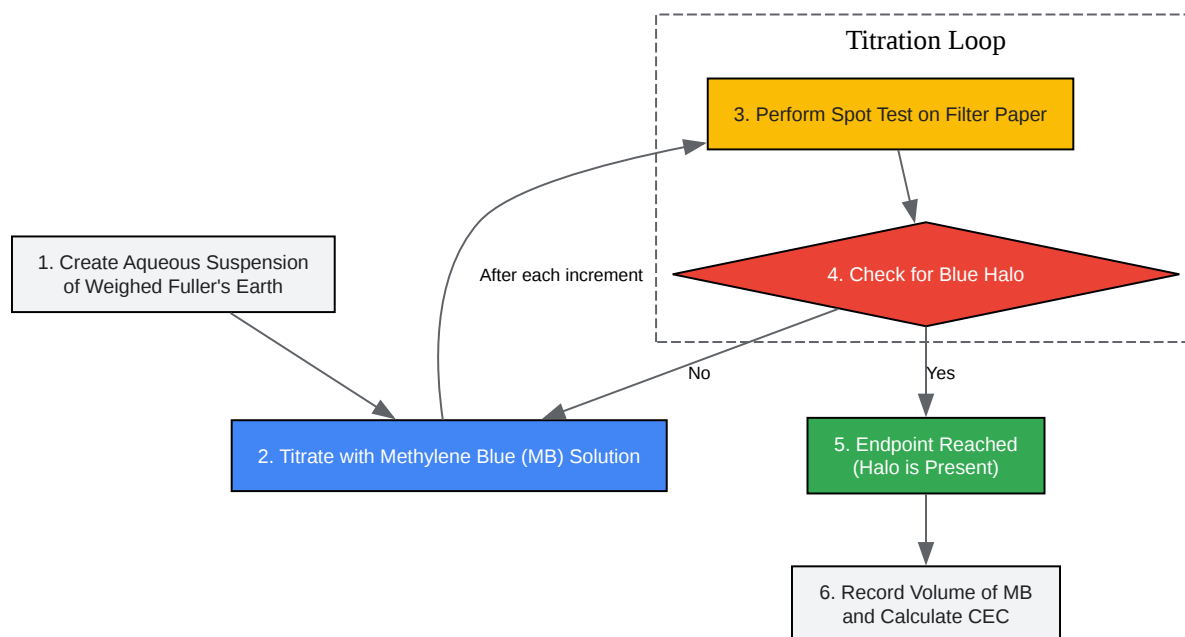 Titration Loop
3. Perform Spot Test on Filter Paper
1. Create Aqueous Suspension
of Weighed Fuller's Earth
After each increment
4. Check for Blue Halo
No
Yes
2. Titrate with Methylene Blue (MB) Solution
5. Endpoint Reached
(Halo is Present)
6. Record Volume of MB
and Calculate CEC